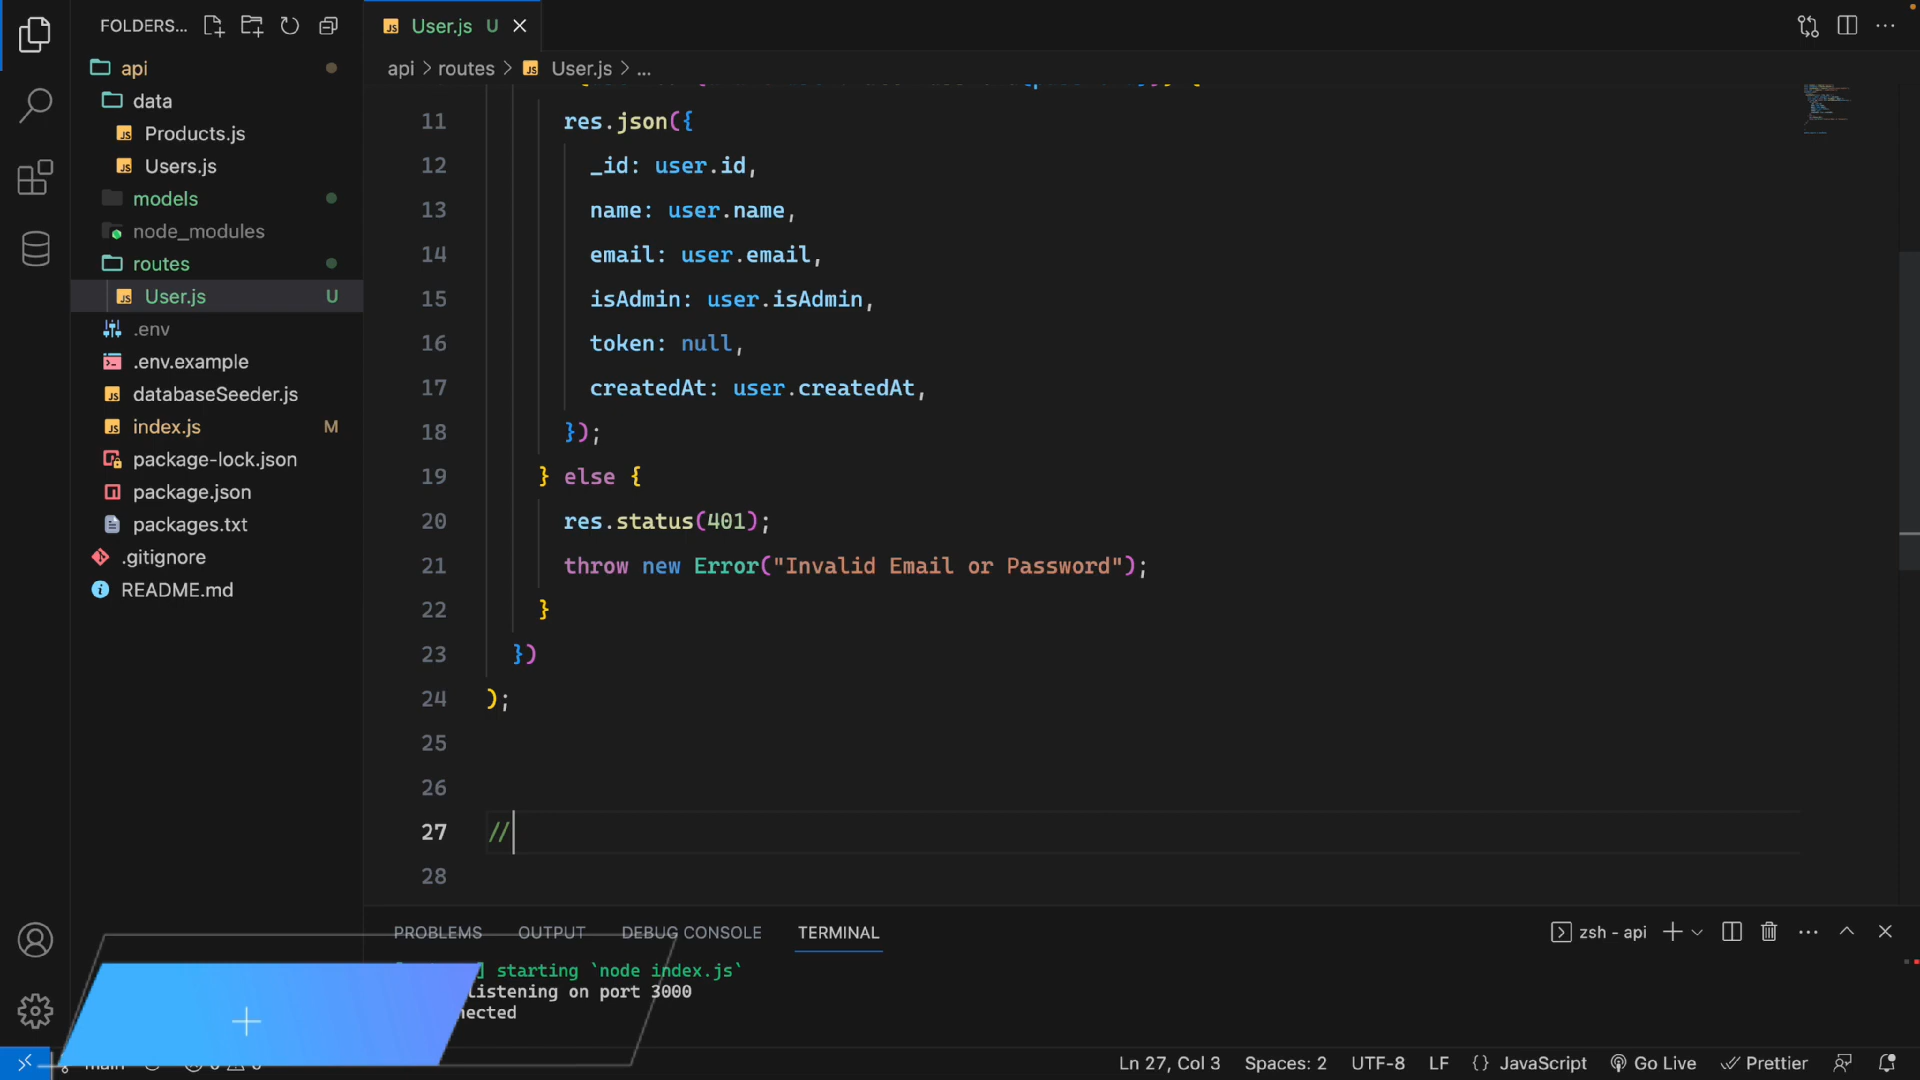 FOLDERS...
api
data
Products.js
Users.js
models
node_modules
routes
User.js U
.env
.env.example
databaseSeeder.js
index.js M
package-lock.json
package.json
packages.txt
.gitignore
README.md
User.js U
api > routes > User.js > ...
11 res.json({
12 _id: user.id,
13 name: user.name,
14 email: user.email,
15 isAdmin: user.isAdmin,
16 token: null,
17 createdAt: user.createdAt,
18 });
19 } else {
20 res.status(401);
21 throw new Error("Invalid Email or Password");
22 }
23 })
24 );
25
26
27 //
28
PROBLEMS OUTPUT DEBUG CONSOLE TERMINAL
zsh - api
] starting `node index.js`
listening on port 3000
nected
main
Ln 27, Col 3 Spaces: 2 UTF-8 LF {} JavaScript Go Live Prettier